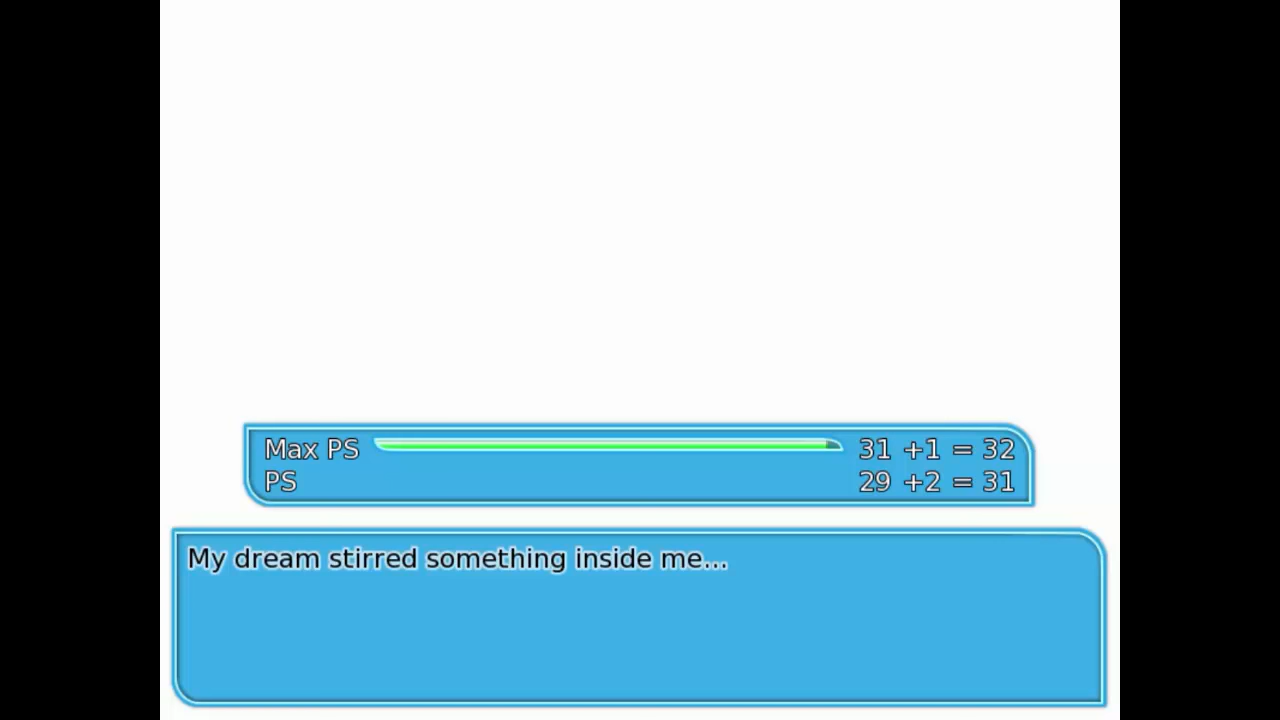 Max PS 31 +1 = 32
PS 29 +2 = 31
My dream stirred something inside me...